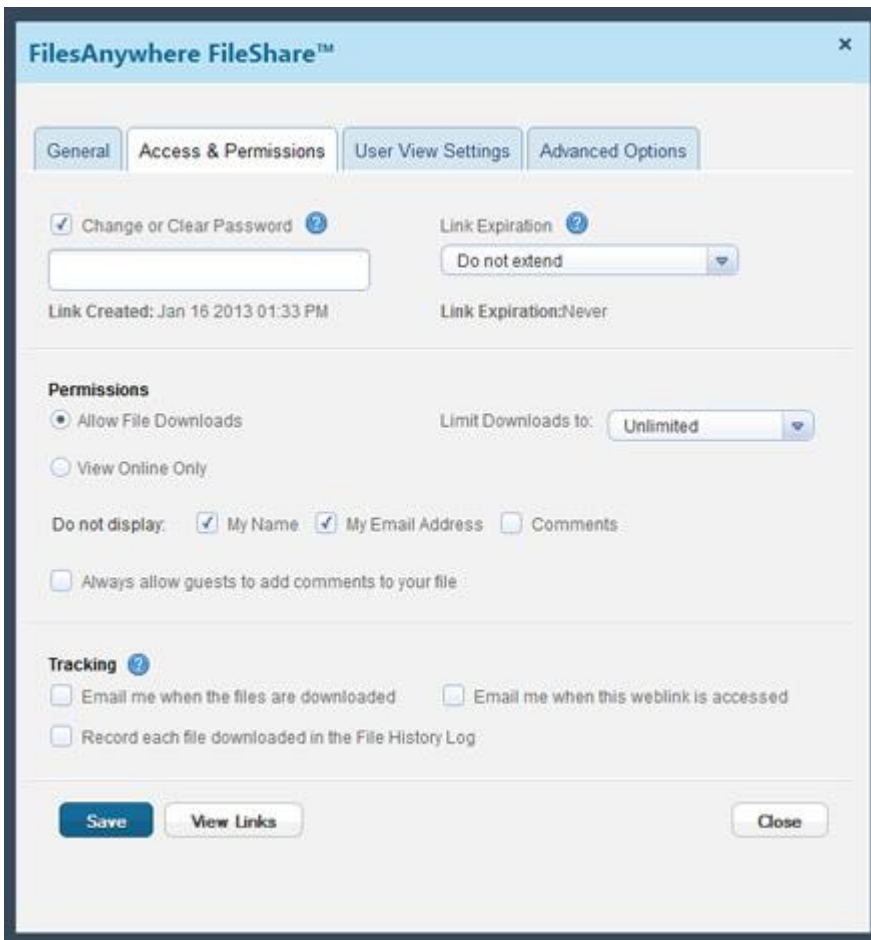 FilesAnywhere FileShare™
×
General Access & Permissions User View Settings Advanced Options
Change or Clear Password ? Link Expiration ?
Do not extend
Link Created: Jan 16 2013 01:33 PM Link Expiration:Never
Permissions
Allow File Downloads Limit Downloads to: Unlimited
View Online Only
Do not display: My Name My Email Address Comments
Always allow guests to add comments to your file
Tracking ?
Email me when the files are downloaded Email me when this weblink is accessed
Record each file downloaded in the File History Log
Save View Links Close